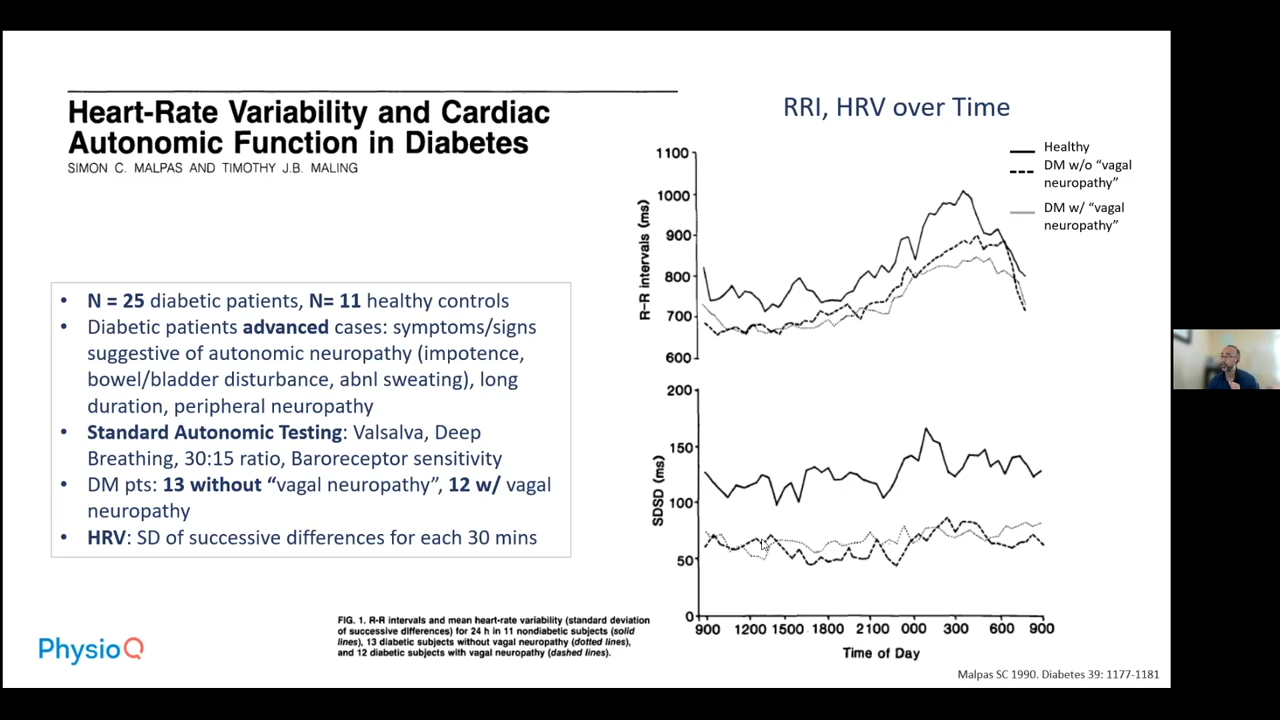 Heart-Rate Variability and Cardiac
Autonomic Function in Diabetes
SIMON C. MALPAS AND TIMOTHY J.B. MALING
• N = 25 diabetic patients, N= 11 healthy controls
• Diabetic patients advanced cases: symptoms/signs
suggestive of autonomic neuropathy (impotence,
bowel/bladder disturbance, abnl sweating), long
duration, peripheral neuropathy
• Standard Autonomic Testing: Valsalva, Deep
Breathing, 30:15 ratio, Baroreceptor sensitivity
• DM pts: 13 without “vagal neuropathy”, 12 w/ vagal
neuropathy
• HRV: SD of successive differences for each 30 mins
PhysioQ
FIG. 1. R-R intervals and mean heart-rate variability (standard deviation
of successive differences) for 24 h in 11 nondiabetic subjects (solid
lines), 13 diabetic subjects without vagal neuropathy (dotted lines),
and 12 diabetic subjects with vagal neuropathy (dashed lines).
RRI, HRV over Time
Healthy
DM w/o “vagal
neuropathy”
DM w/ “vagal
neuropathy”
R-R intervals (ms)
1100
1000
900
800
700
600
SDSD (ms)
200
150
100
50
0
900 1200 1500 1800 2100 000 300 600 900
Time of Day
Malpas SC 1990. Diabetes 39: 1177-1181